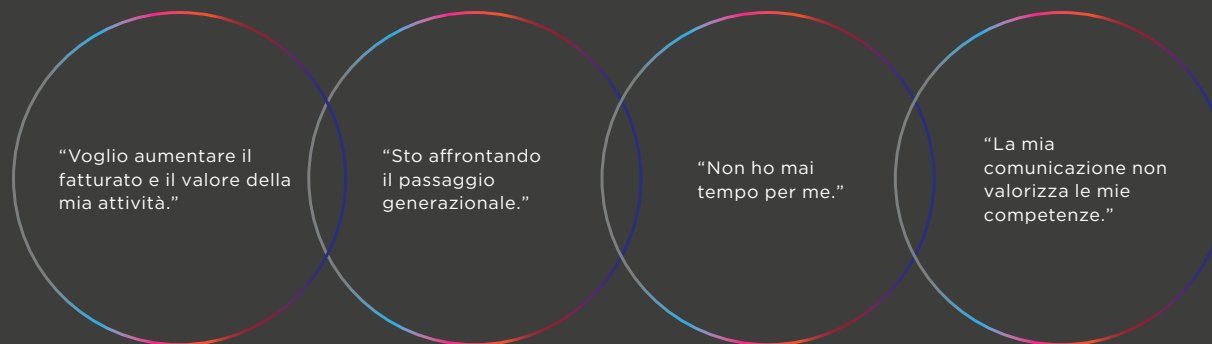 “Voglio aumentare il
fatturato e il valore della
mia attività.”
“Sto affrontando
il passaggio
generazionale.”
“Non ho mai
tempo per me.”
“La mia
comunicazione non
valorizza le mie
competenze.”